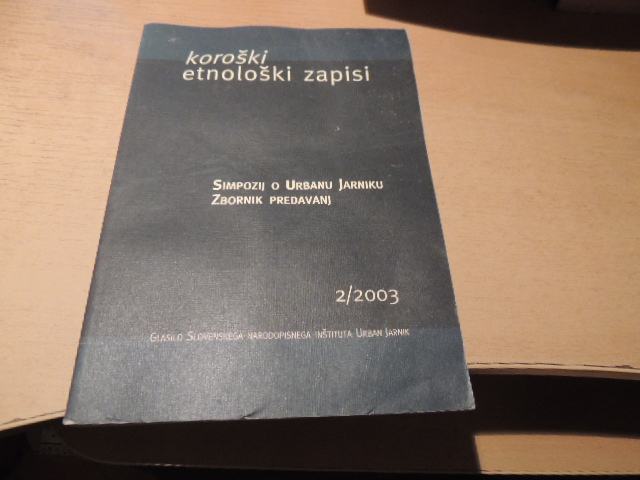 koroški
etnološki zapisi
Simpozij o Urbanu Jarniku
Zbornik predavanj
2/2003
Glasilo Slovenskega narodopisnega inštituta Urban Jarnik